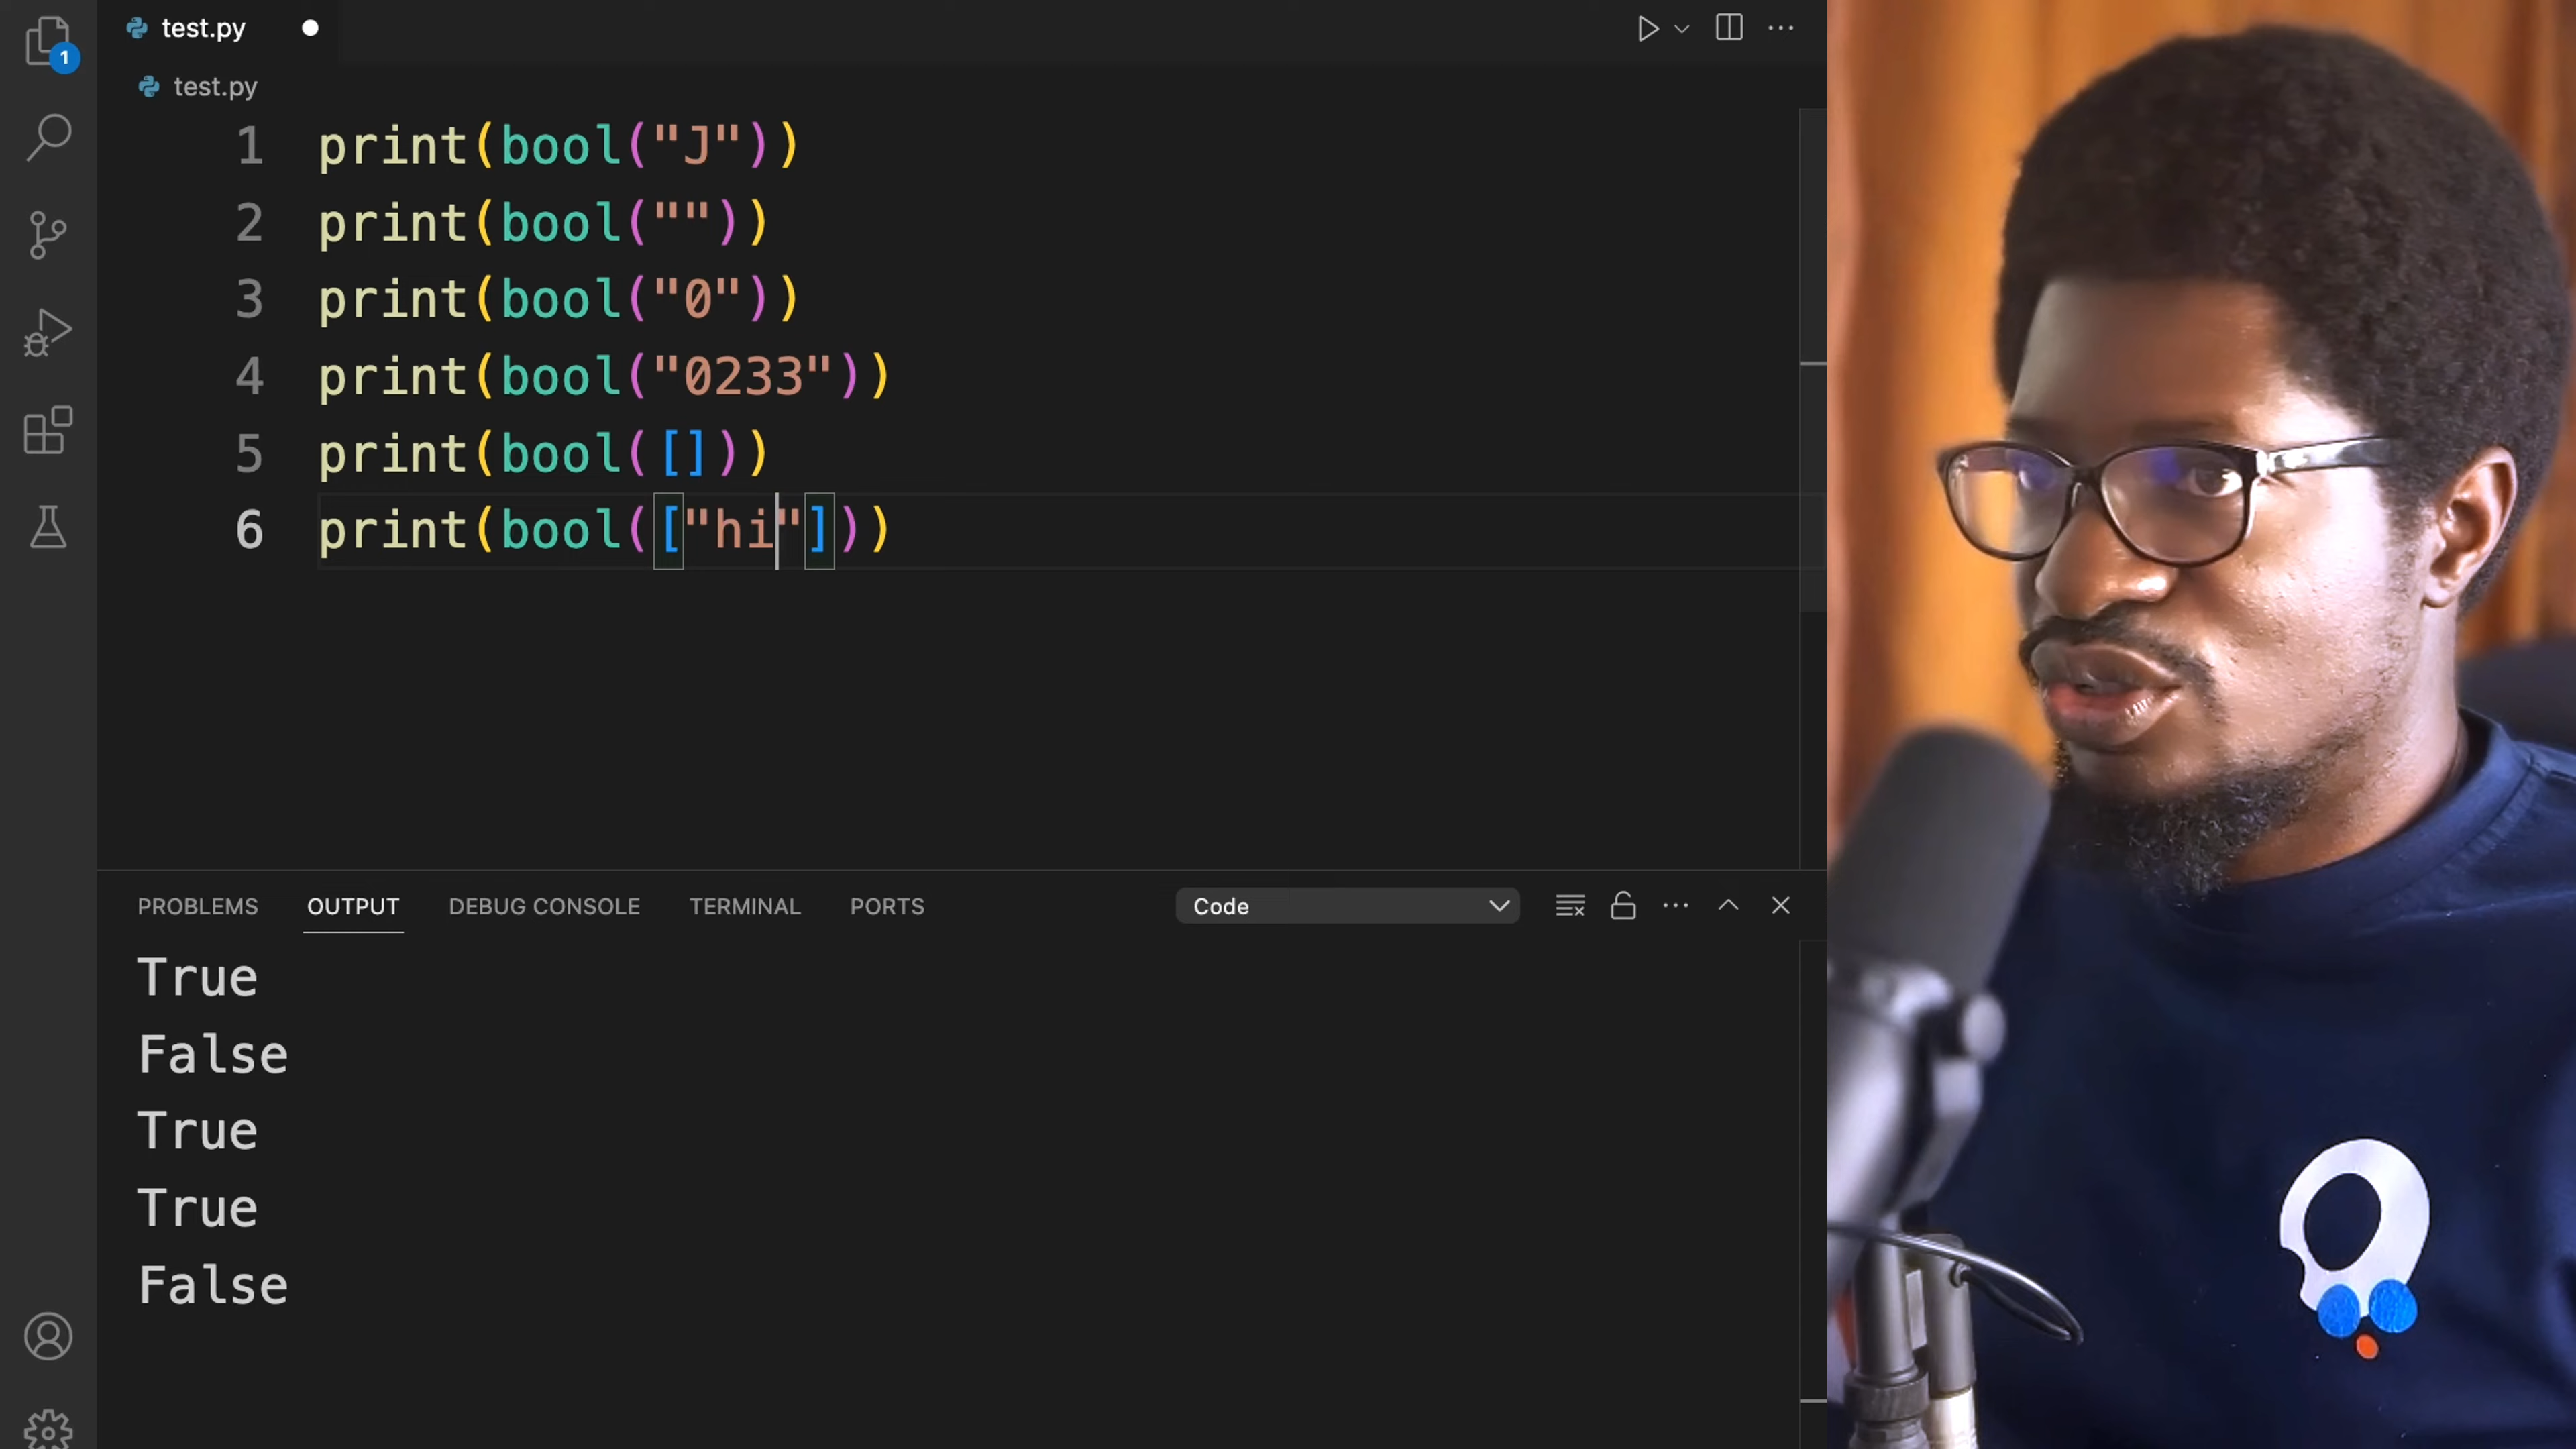 test.py
1
test.py
1 print(bool("J"))
2 print(bool(""))
3 print(bool("0"))
4 print(bool("0233"))
5 print(bool([]))
6 print(bool(["hi"]))
PROBLEMS OUTPUT DEBUG CONSOLE TERMINAL PORTS Code
True
False
True
True
False